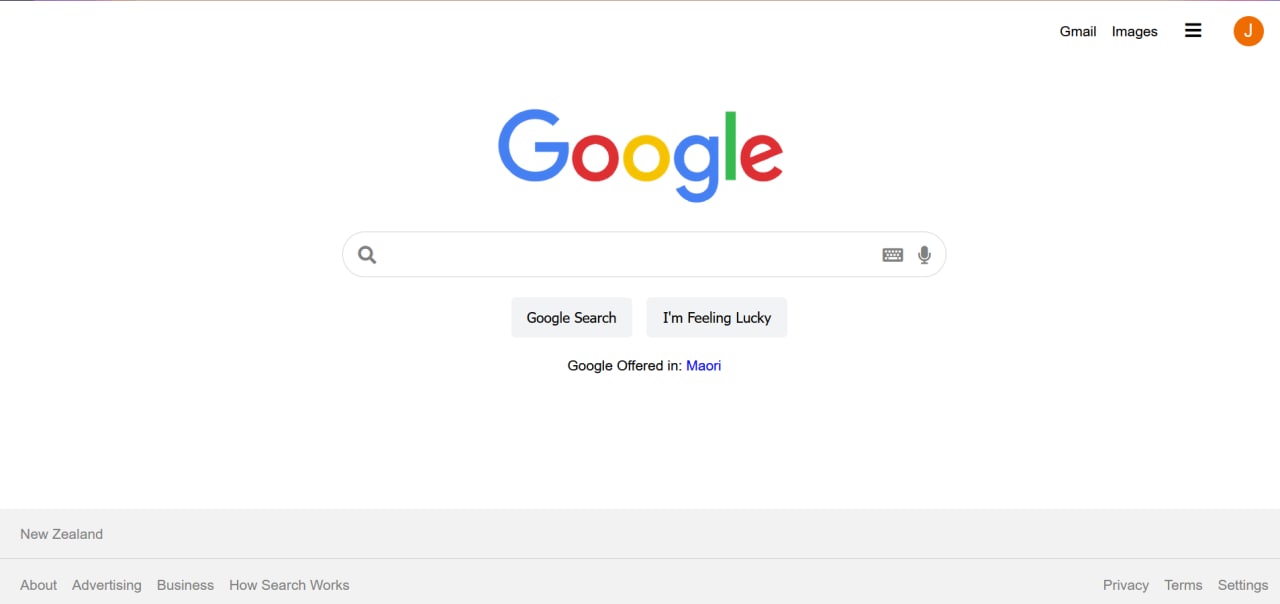 Gmail Images
J
Google
Google Search I'm Feeling Lucky
Google Offered in: Maori
New Zealand
About Advertising Business How Search Works Privacy Terms Settings